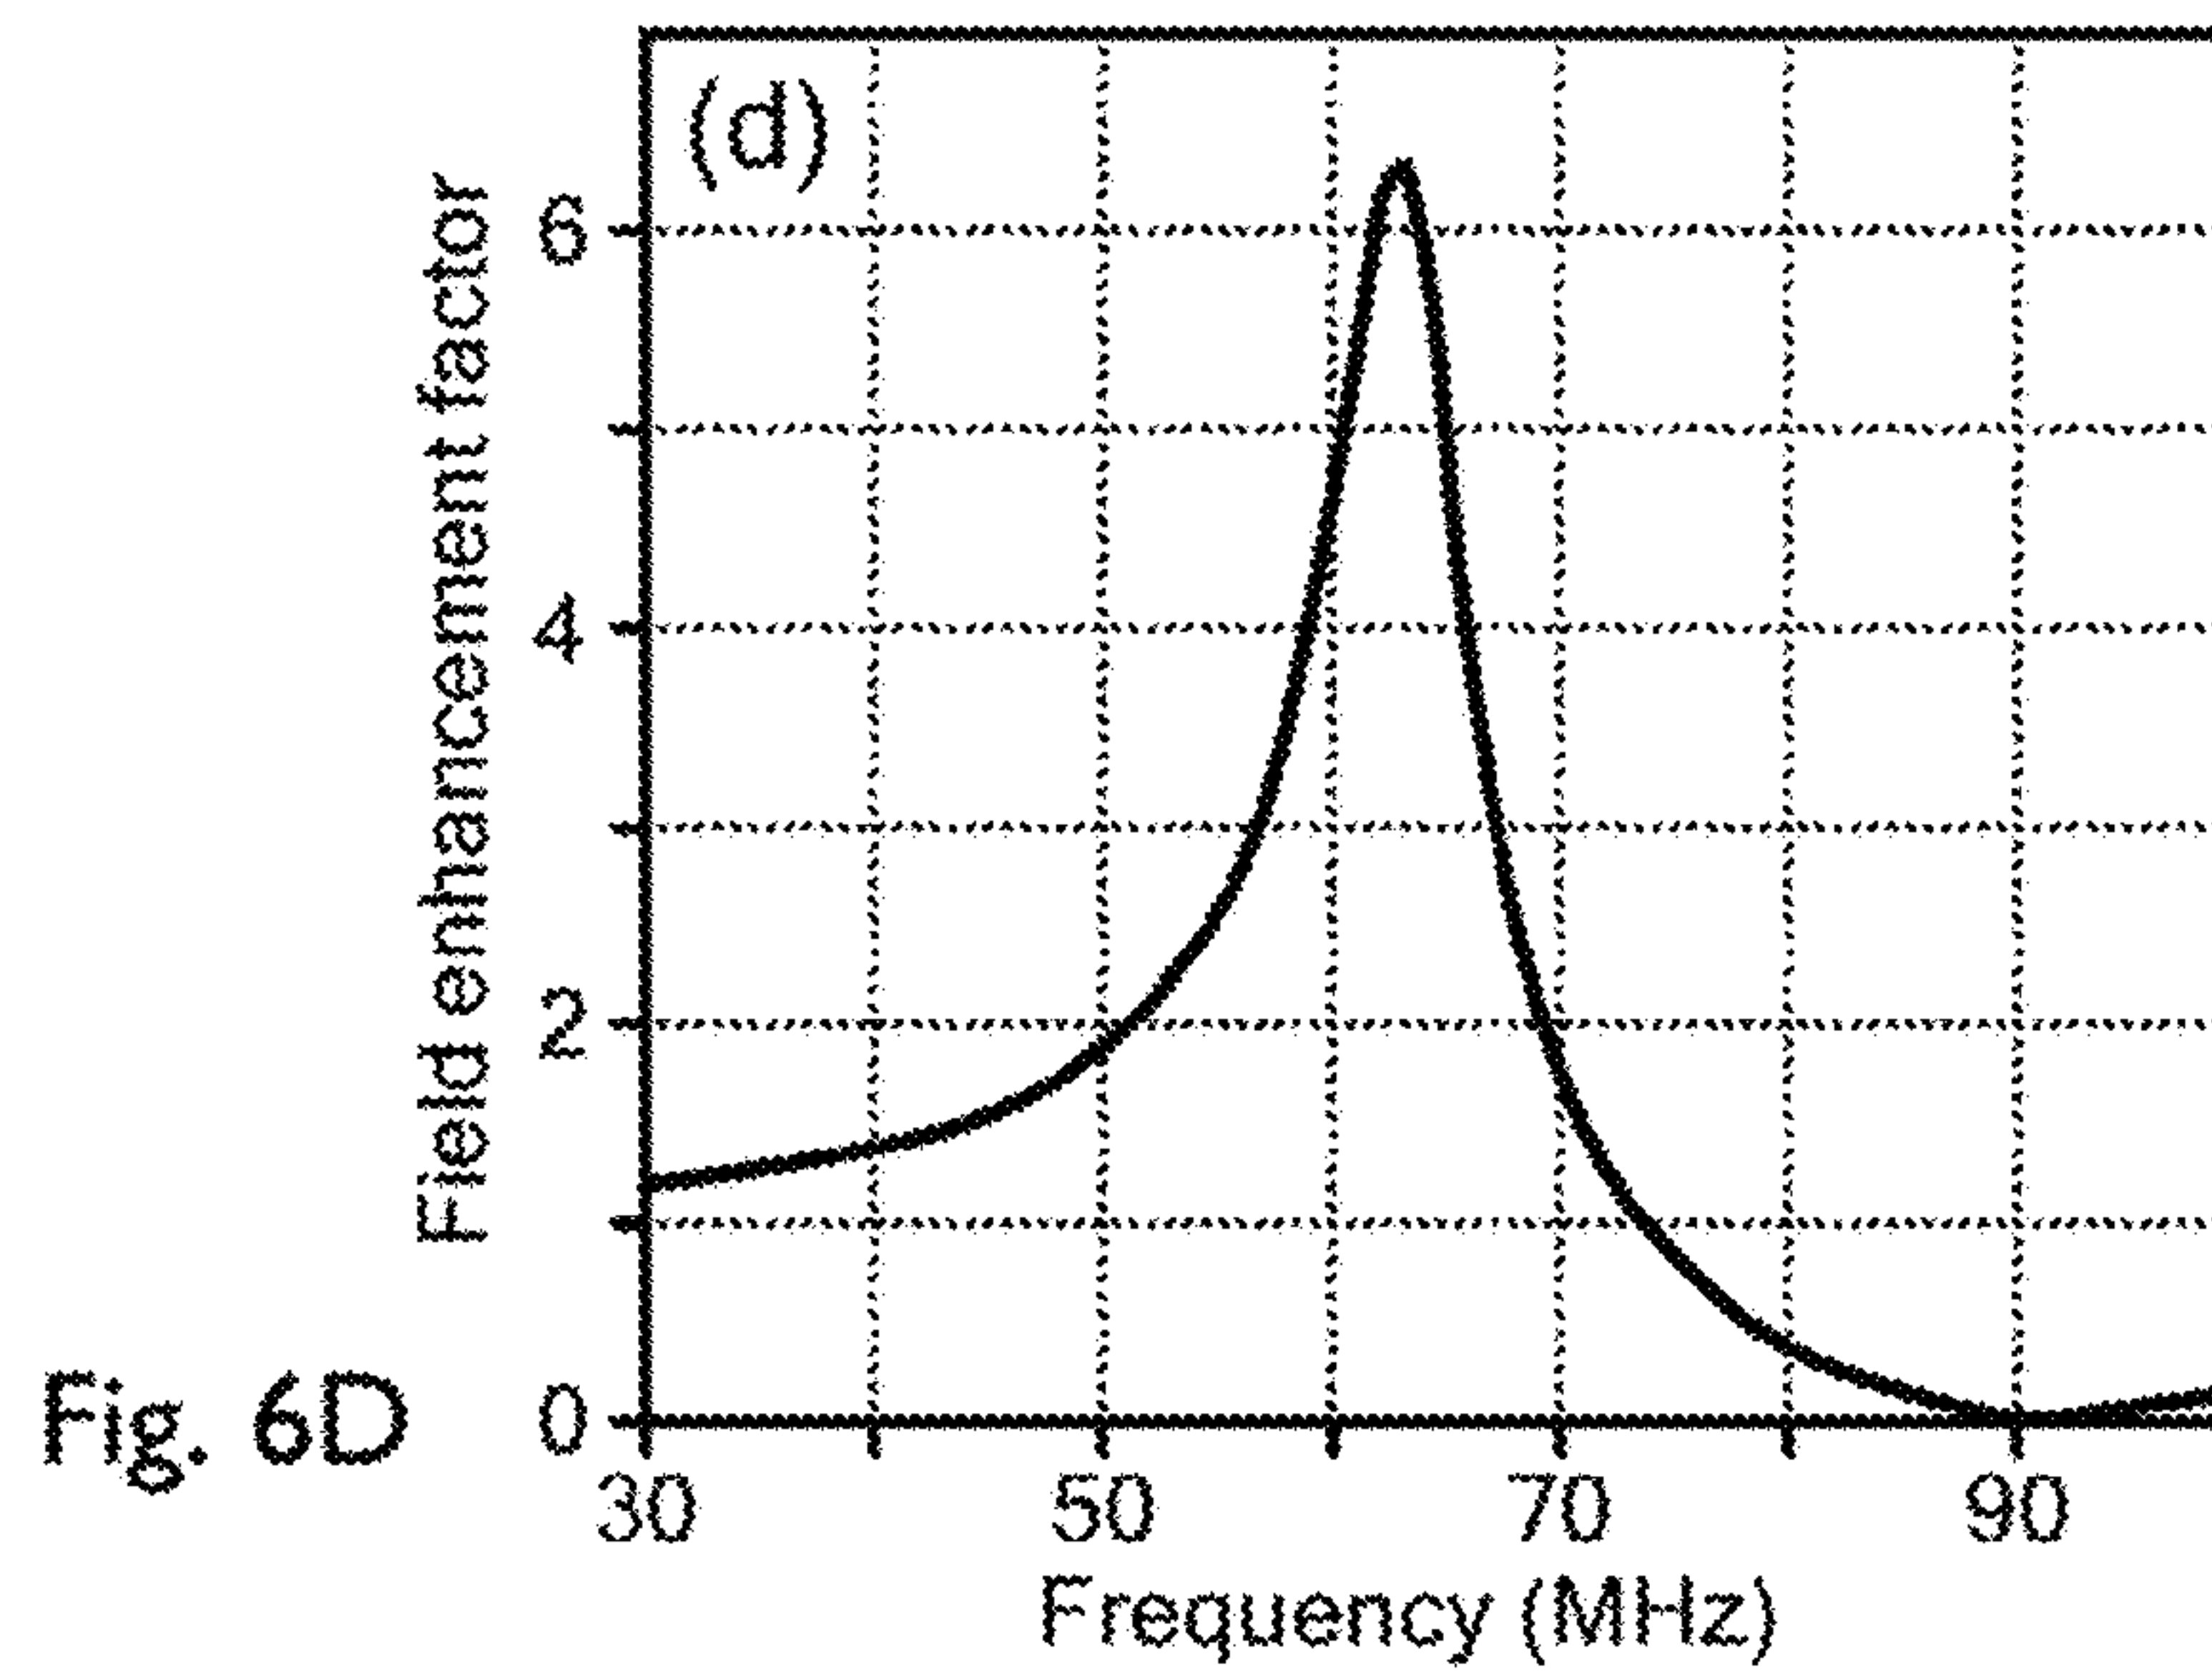 (d)
Field enhancement factor
6
4
2
0
30 50 70 90
Frequency (MHz)
Fig. 6D